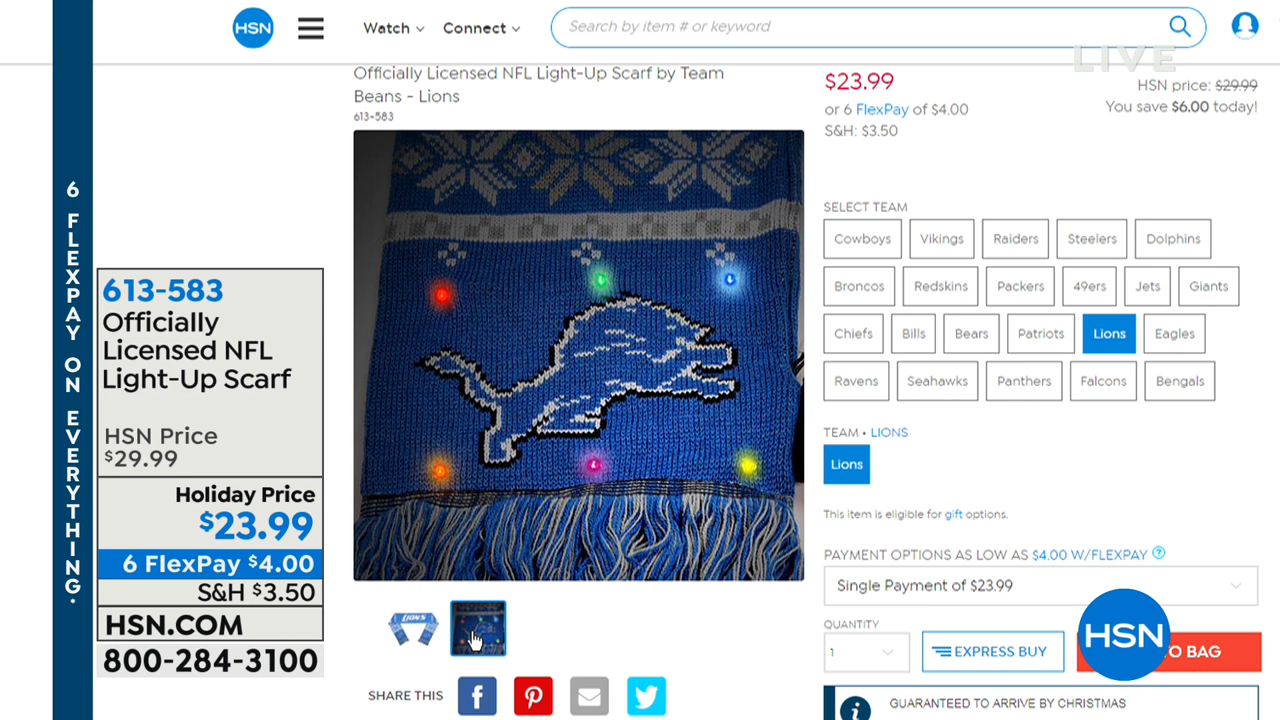 HSN
Watch
Connect
Search by item # or keyword
LIVE
6 FLEXPAY ON EVERYTHING.
613-583
Officially
Licensed NFL
Light-Up Scarf
HSN Price
$29.99
Holiday Price
$23.99
6 FlexPay $4.00
S&H $3.50
HSN.COM
800-284-3100
Officially Licensed NFL Light-Up Scarf by Team
Beans - Lions
613-583
LIONS
SHARE THIS
$23.99
HSN price: $29.99
or 6 FlexPay of $4.00
You save $6.00 today!
S&H: $3.50
SELECT TEAM
Cowboys Vikings Raiders Steelers Dolphins
Broncos Redskins Packers 49ers Jets Giants
Chiefs Bills Bears Patriots Lions Eagles
Ravens Seahawks Panthers Falcons Bengals
TEAM • LIONS
Lions
This item is eligible for gift options.
PAYMENT OPTIONS AS LOW AS $4.00 W/FLEXPAY ?
Single Payment of $23.99
QUANTITY
1
EXPRESS BUY
O BAG
HSN
GUARANTEED TO ARRIVE BY CHRISTMAS